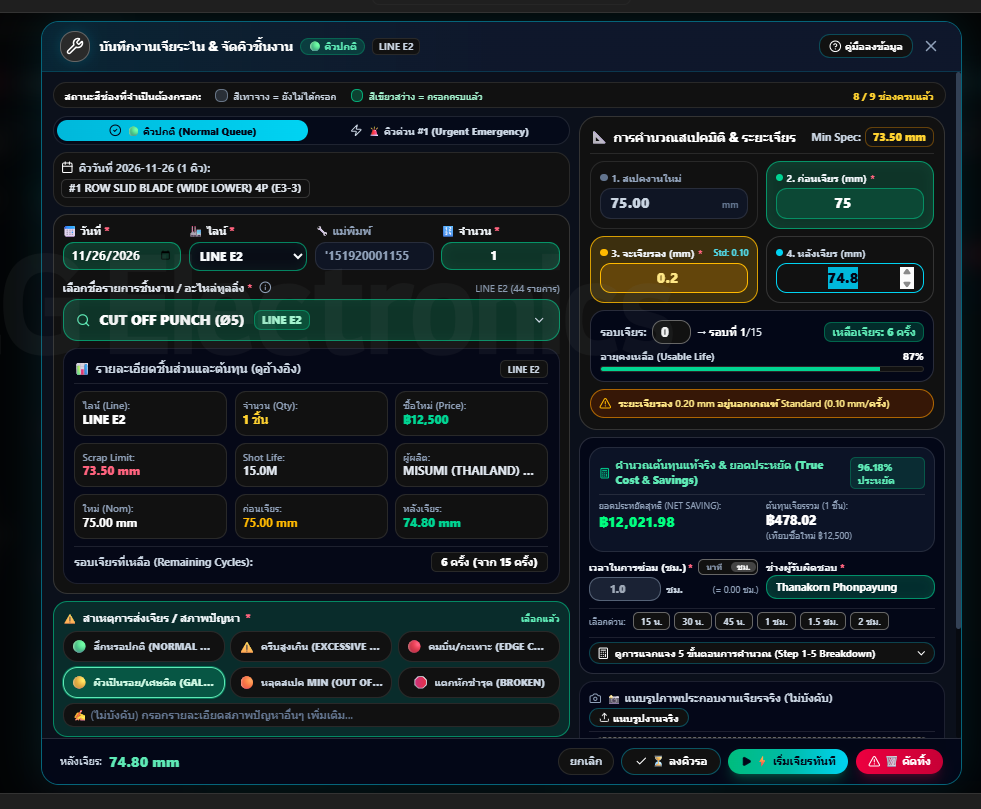 บันทึกงานเจียระไน & จัดคิวชิ้นงาน
คิวปกติ
LINE E2
คู่มือลงข้อมูล
สถานะสีช่องที่จำเป็นต้องกรอก:
สีเทาจาง = ยังไม่ได้กรอก
สีเขียวสว่าง = กรอกครบแล้ว
8 / 9 ช่องครบแล้ว
คิวปกติ (Normal Queue)
คิวด่วน #1 (Urgent Emergency)
คิววันที่ 2026-11-26 (1 คิว):
#1 ROW SLID BLADE (WIDE LOWER) 4P (E3-3)
วันที่ *
ไลน์ *
แม่พิมพ์
จำนวน *
11/26/2026
LINE E2
'151920001155
1
เลือกชื่อรายการชิ้นงาน / อะไหล่ทูลลิ่ง *
LINE E2 (44 รายการ)
CUT OFF PUNCH (Ø5)
LINE E2
รายละเอียดชิ้นส่วนและต้นทุน (ดูอ้างอิง)
LINE E2
ไลน์ (Line):
LINE E2
จำนวน (Qty):
1 ชิ้น
ซื้อใหม่ (Price):
฿12,500
Scrap Limit:
73.50 mm
Shot Life:
15.0M
ผู้ผลิต:
MISUMI (THAILAND) ...
ใหม่ (Nom):
75.00 mm
ก่อนเจียร:
75.00 mm
หลังเจียร:
74.80 mm
รอบเจียรที่เหลือ (Remaining Cycles):
6 ครั้ง (จาก 15 ครั้ง)
สาเหตุการส่งเจียร / สภาพปัญหา *
เลือกแล้ว
สึกหรอปกติ (NORMAL ...
ครีบสูงเกิน (EXCESSIVE ...
คมบิ่น/กะเทาะ (EDGE C...
ผิวเป็นรอย/เศษติด (GAL...
หลุดสเปค MIN (OUT OF...
แตกหักชำรุด (BROKEN)
(ไม่บังคับ) กรอกรายละเอียดสภาพปัญหาอื่นๆ เพิ่มเติม...
การคำนวณสเปคมิติ & ระยะเจียร
Min Spec:
73.50 mm
1. สเปคงานใหม่
75.00
mm
2. ก่อนเจียร (mm) *
75
3. จะเจียรลง (mm) *
Std: 0.10
0.2
4. หลังเจียร (mm)
74.8
รอบเจียร:
0
→ รอบที่ 1/15
เหลือเจียร: 6 ครั้ง
อายุคงเหลือ (Usable Life)
87%
ระยะเจียรลง 0.20 mm อยู่นอกเกณฑ์ Standard (0.10 mm/ครั้ง)
คำนวณต้นทุนแท้จริง & ยอดประหยัด (True Cost & Savings)
96.18%
ประหยัด
ยอดประหยัดสุทธิ (NET SAVING):
฿12,021.98
ต้นทุนเจียรรวม (1 ชิ้น):
฿478.02
(เทียบซื้อใหม่ ฿12,500)
เวลาในการซ่อม (ชม.) *
นาที
ชม.
ช่างผู้รับผิดชอบ *
1.0
ชม.
(= 0.00 ชม.)
Thanakorn Phonpayung
เลือกด่วน:
15 น.
30 น.
45 น.
1 ชม.
1.5 ชม.
2 ชม.
ดูการแจกแจง 5 ขั้นตอนการคำนวณ (Step 1-5 Breakdown)
แนบรูปภาพประกอบงานเจียรจริง (ไม่บังคับ)
แนบรูปงานจริง
หลังเจียร: 74.80 mm
ยกเลิก
ลงคิวรอ
เริ่มเจียรทันที
คัดทิ้ง